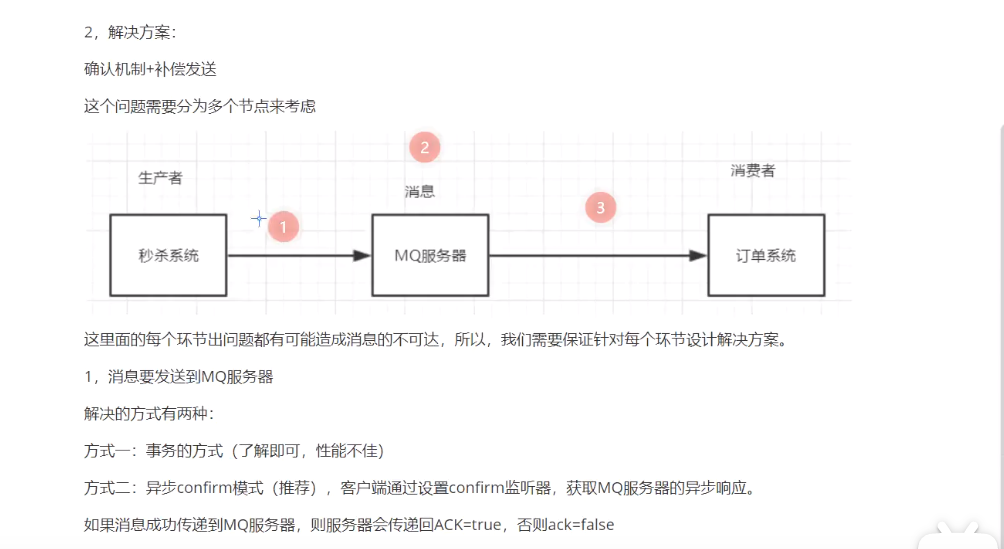 2，解决方案：
确认机制+补偿发送
这个问题需要分为多个节点来考虑
2
生产者
消息
消费者
1
3
秒杀系统
MQ服务器
订单系统
这里面的每个环节出问题都有可能造成消息的不可达，所以，我们需要保证针对每个环节设计解决方案。
1，消息要发送到MQ服务器
解决的方式有两种：
方式一：事务的方式（了解即可，性能不佳）
方式二：异步confirm模式（推荐），客户端通过设置confirm监听器，获取MQ服务器的异步响应。
如果消息成功传递到MQ服务器，则服务器会传递回ACK=true，否则ack=false